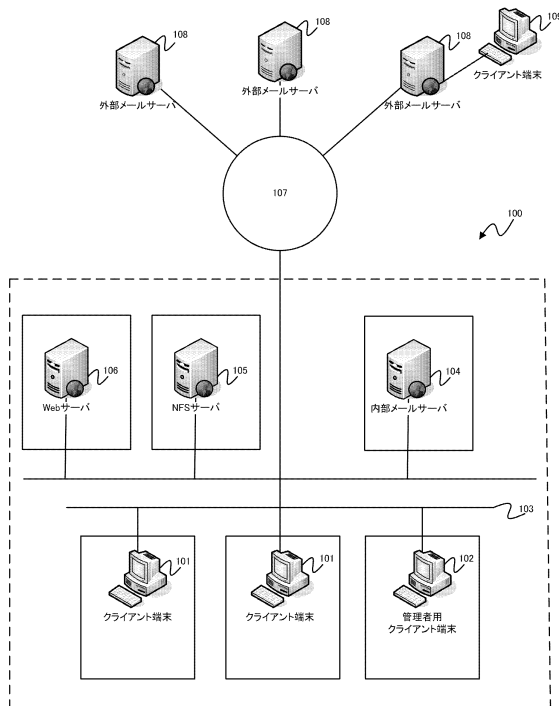 108
108
108
109
外部メールサーバ
外部メールサーバ
外部メールサーバ
クライアント端末
107
100
106
105
104
Webサーバ
NFSサーバ
内部メールサーバ
103
101
101
102
クライアント端末
クライアント端末
管理者用
クライアント端末